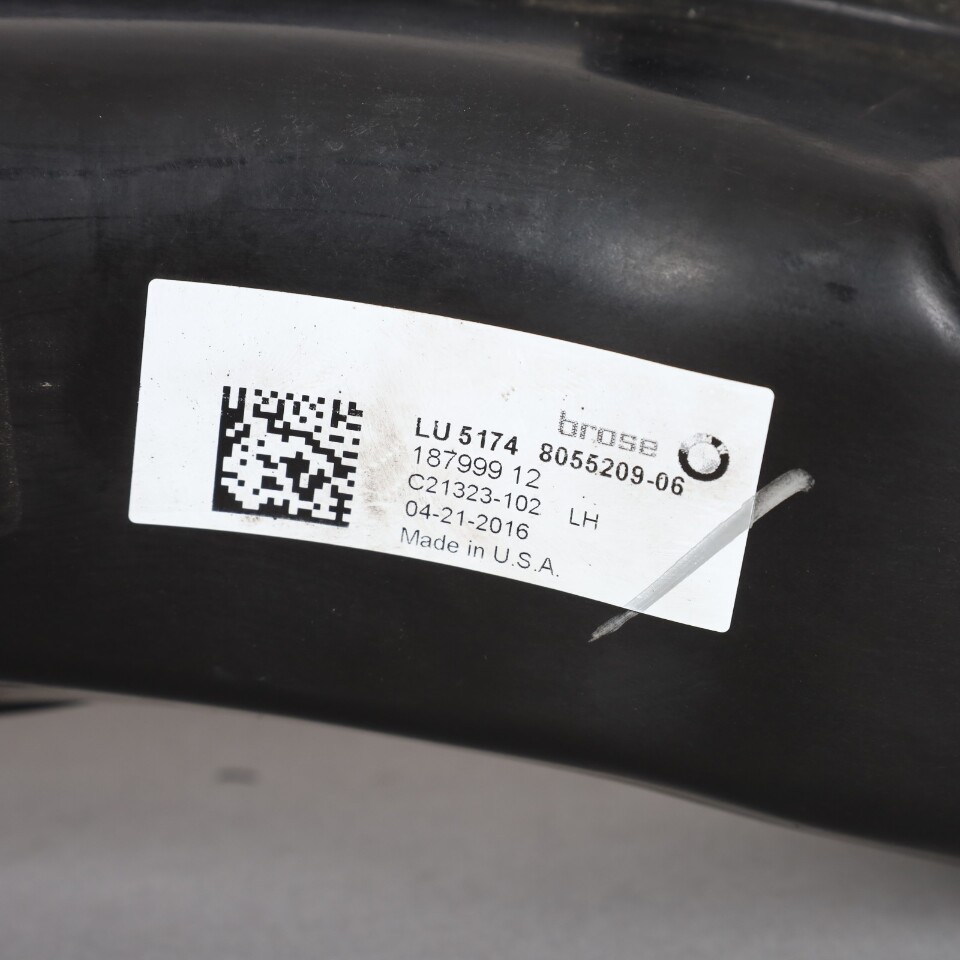 brose
LU 5174 8055209-06
187999 12
C21323-102 LH
04-21-2016
Made in U.S.A.